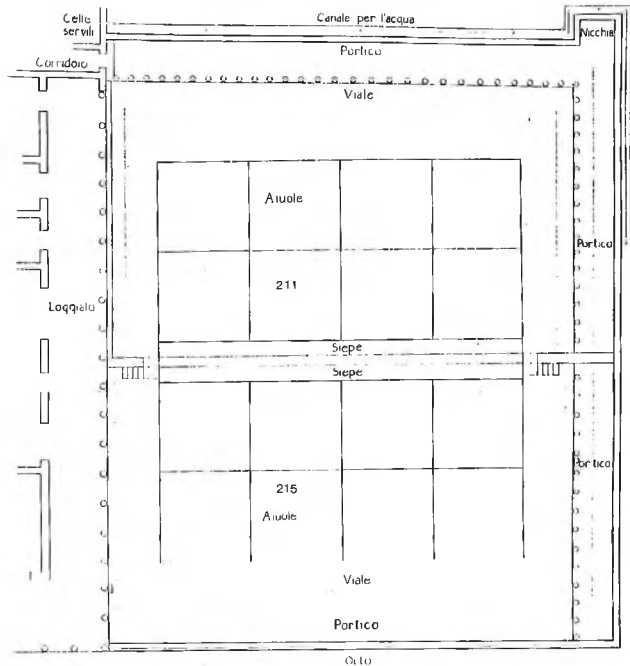 Celle
servili
Canale per l'acqua
Nicchia
Portico
Corridoio
Viale
Aiuole
Portico
211
Loggiato
Siepe
Siepe
Portico
215
Aiuole
Viale
Portico
Orto